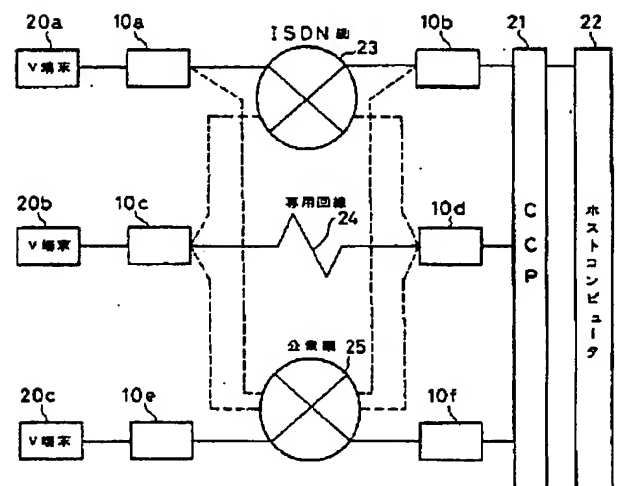 20a 10a ISDN網 23 10b 21 22
V端末
20b 10c 専用回線 24 10d
V端末
CCP
ホストコンピュータ
公衆網 25
20c 10e 10f
V端末